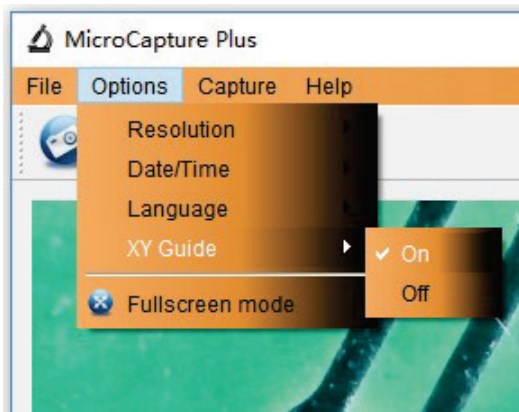 MicroCapture Plus
File Options Capture Help
Resolution
Date/Time
Language
XY Guide
On
Off
Fullscreen mode